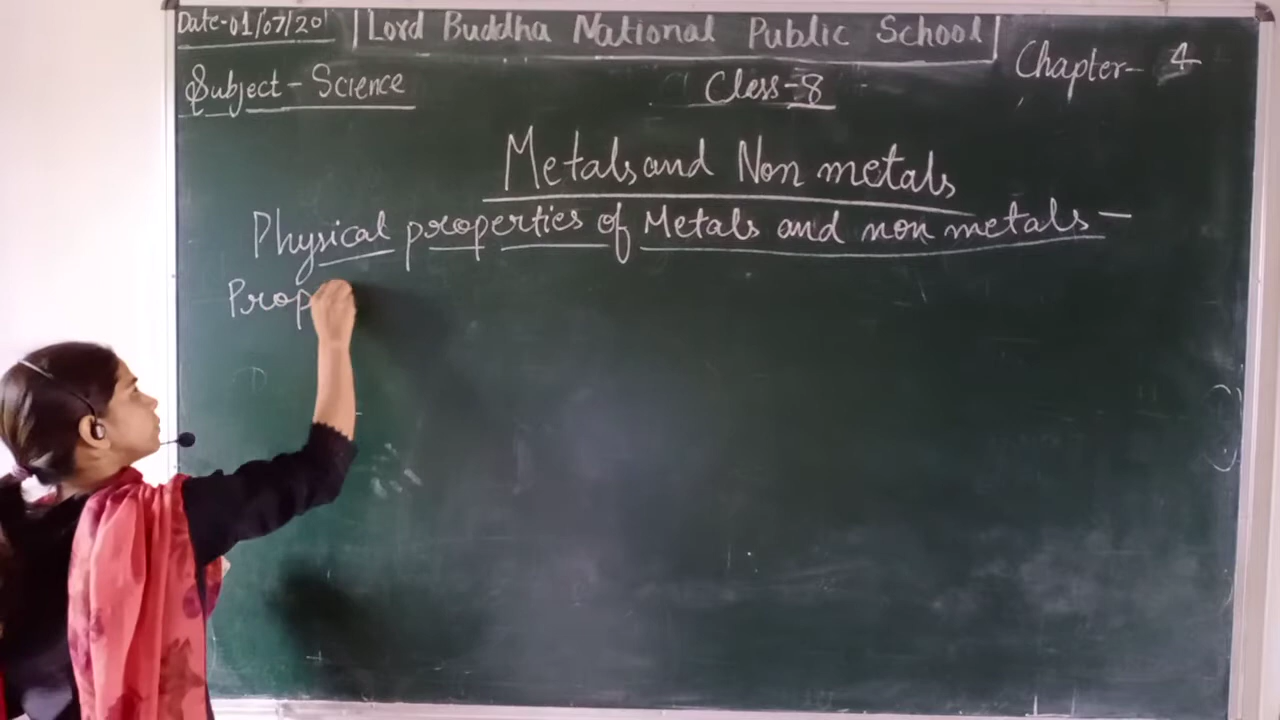 Date-01/07/20
Lord Buddha National Public School
Chapter- 4
Subject - Science
Class-8
Metals and Non metals
Physical properties of Metals and non metals -
Prop